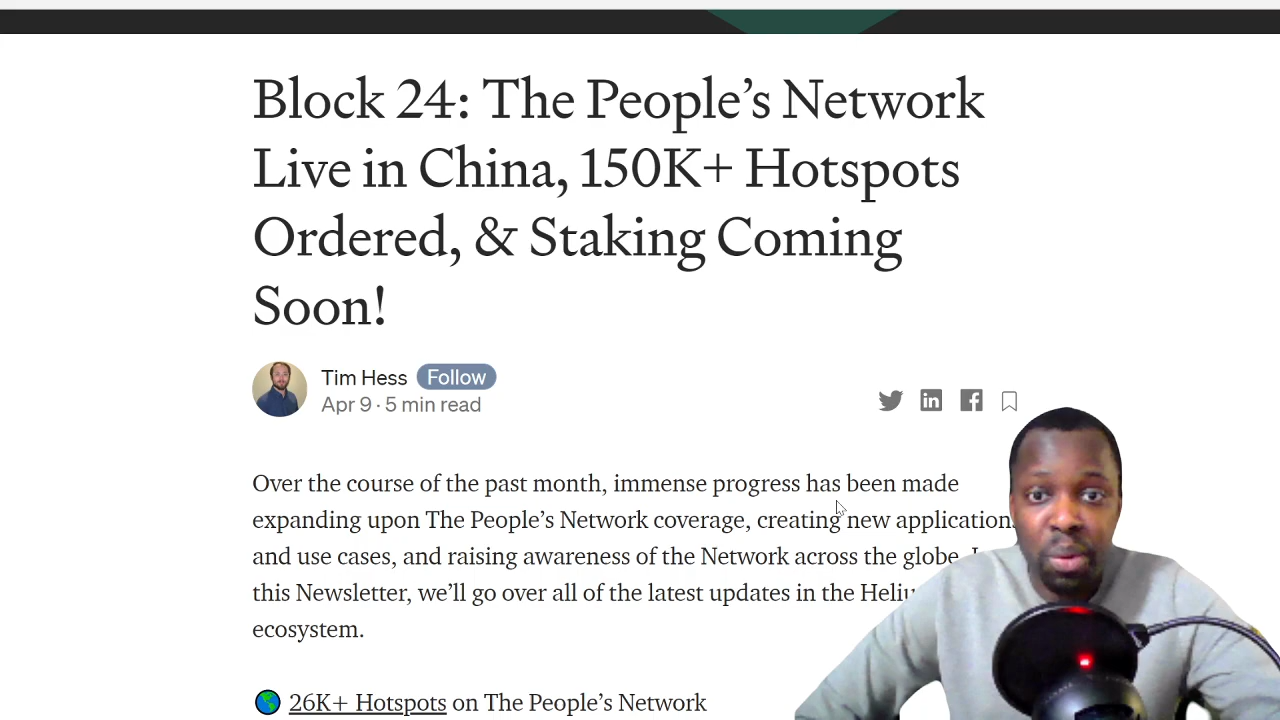 Block 24: The People's Network
Live in China, 150K+ Hotspots
Ordered, & Staking Coming
Soon!
Tim Hess Follow
Apr 9 · 5 min read
Over the course of the past month, immense progress has been made
expanding upon The People's Network coverage, creating new
and use cases, and raising awareness of the Network across the globe.
this Newsletter, we'll go over all of the latest updates in the
ecosystem.
26K+ Hotspots on The People's Network